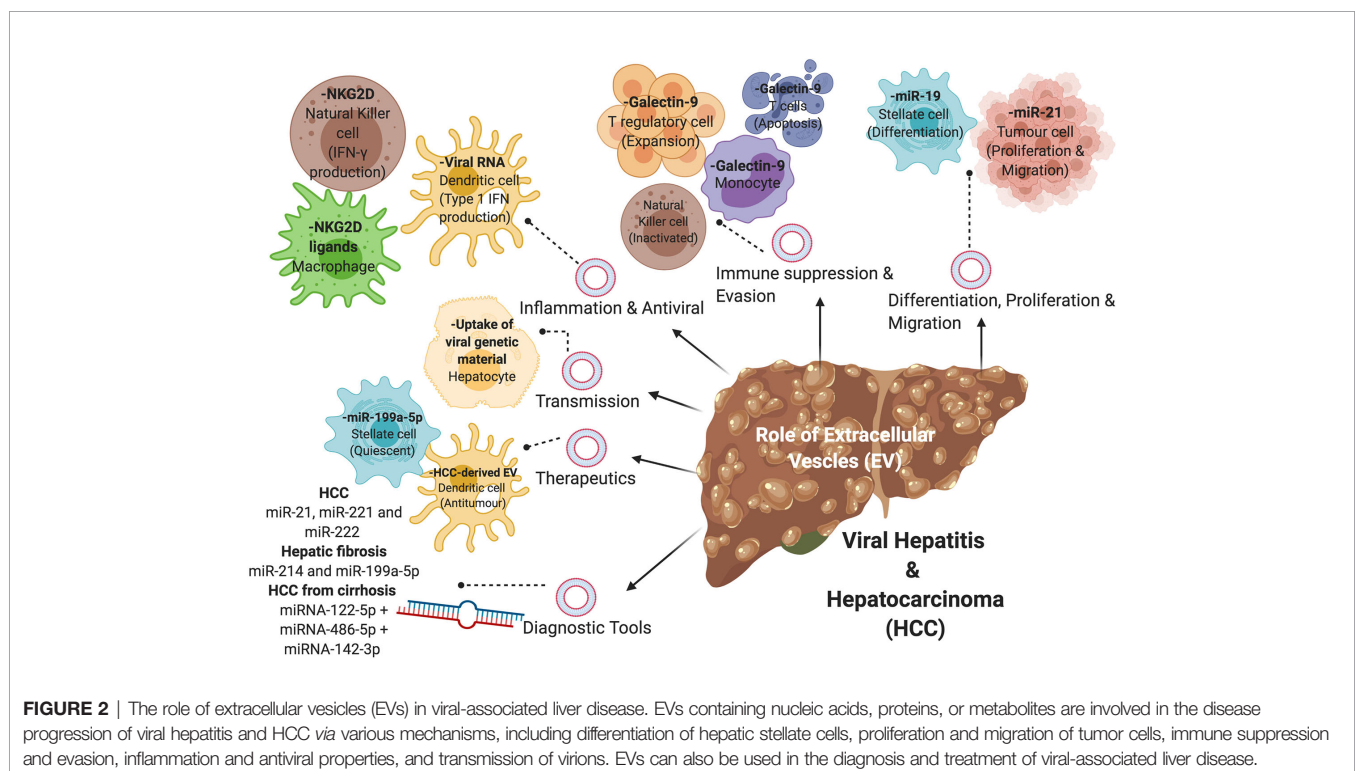 -NKG2D
Natural Killer
cell
(IFN-γ
production)
-NKG2D
ligands
Macrophage
-Viral RNA
Dendritic cell
(Type 1 IFN
production)
Inflammation & Antiviral
-Galectin-9
T regulatory cell
(Expansion)
-Galectin-9
T cells
(Apoptosis)
-Galectin-9
Monocyte
Natural
Killer cell
(Inactivated)
Immune suppression &
Evasion
-miR-19
Stellate cell
(Differentiation)
-miR-21
Tumour cell
(Proliferation &
Migration)
Differentiation, Proliferation &
Migration
-Uptake of
viral genetic
material
Hepatocyte
Transmission
-miR-199a-5p
Stellate cell
(Quiescent)
-HCC-derived EV
Dendritic cell
(Antitumour)
Therapeutics
HCC
miR-21, miR-221 and
miR-222
Hepatic fibrosis
miR-214 and miR-199a-5p
HCC from cirrhosis
miRNA-122-5p +
miRNA-486-5p +
miRNA-142-3p
Diagnostic Tools
Role of Extracellular
Vescles (EV)
Viral Hepatitis
&
Hepatocarcinoma
(HCC)
FIGURE 2 | The role of extracellular vesicles (EVs) in viral-associated liver disease. EVs containing nucleic acids, proteins, or metabolites are involved in the disease
progression of viral hepatitis and HCC via various mechanisms, including differentiation of hepatic stellate cells, proliferation and migration of tumor cells, immune suppression
and evasion, inflammation and antiviral properties, and transmission of virions. EVs can also be used in the diagnosis and treatment of viral-associated liver disease.